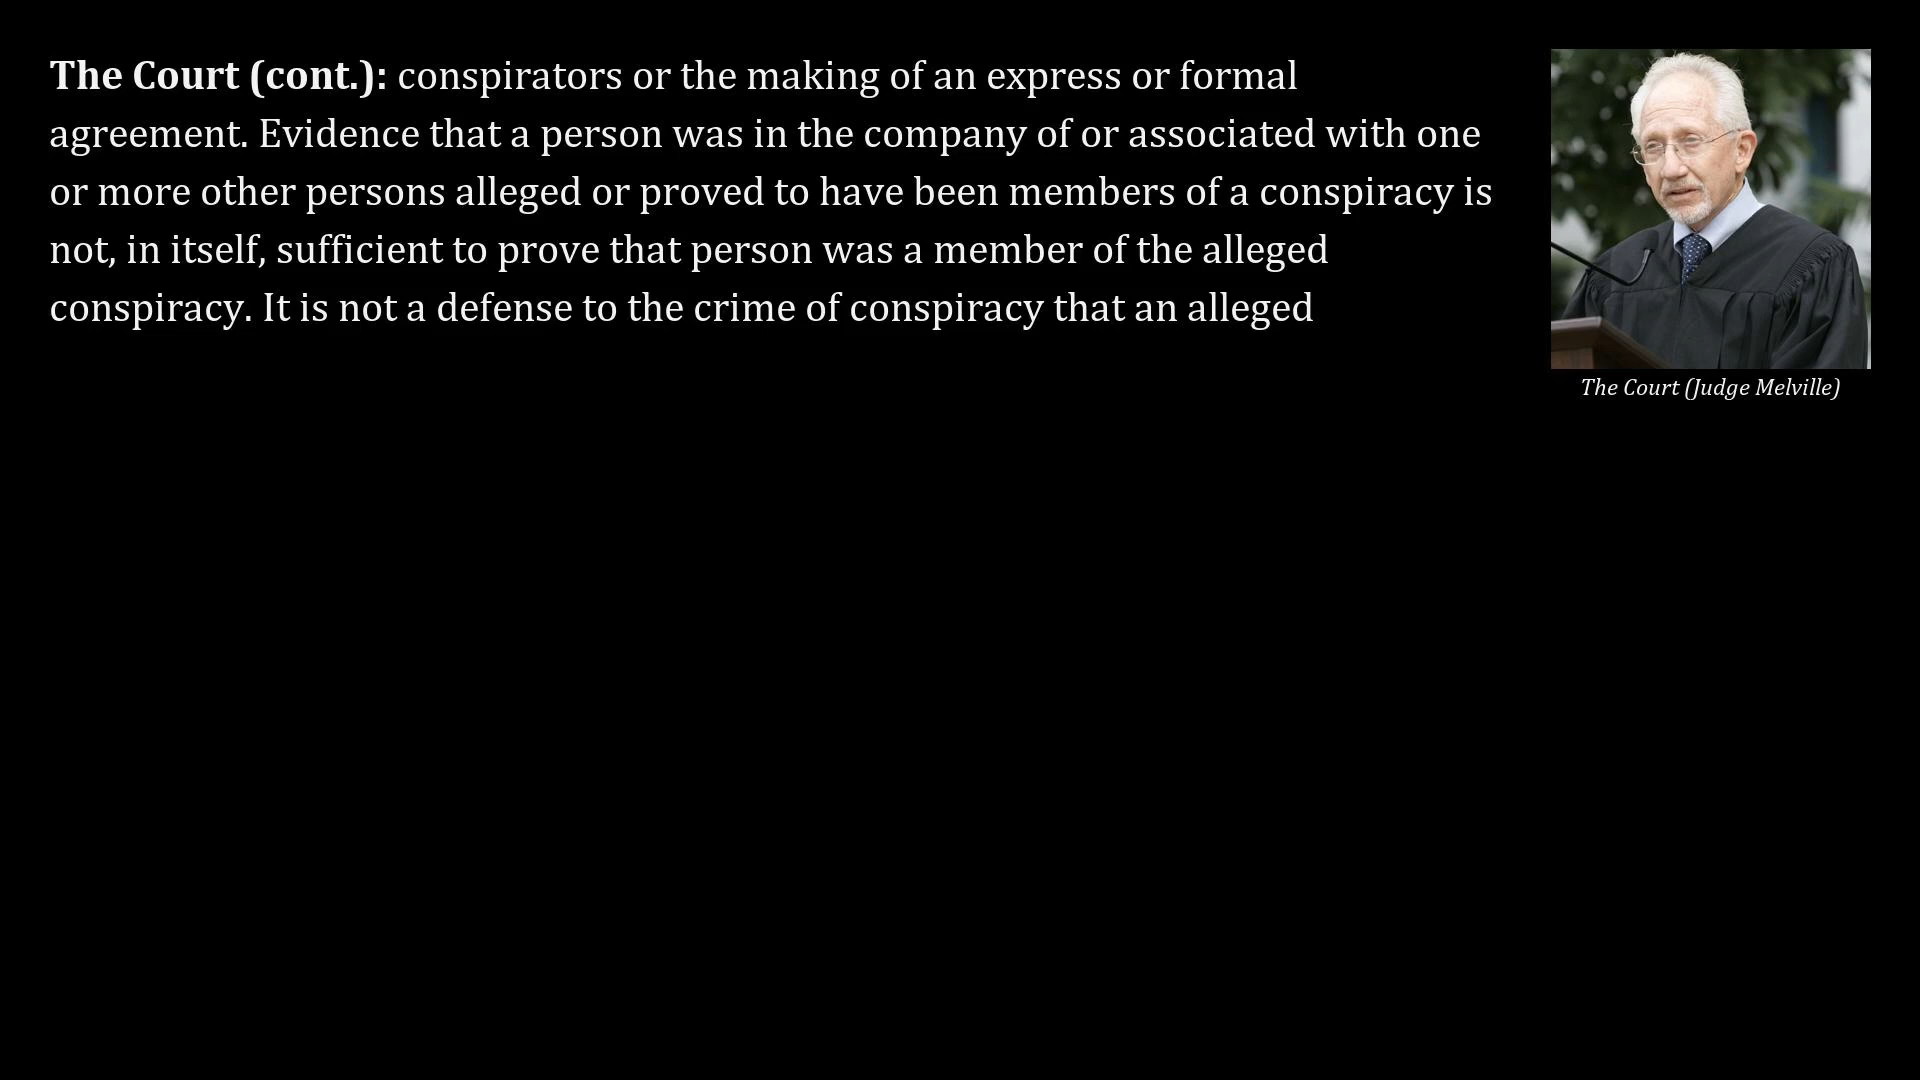 The Court (cont.): conspirators or the making of an express or formal
agreement. Evidence that a person was in the company of or associated with one
or more other persons alleged or proved to have been members of a conspiracy is
not, in itself, sufficient to prove that person was a member of the alleged
conspiracy. It is not a defense to the crime of conspiracy that an alleged
The Court (Judge Melville)